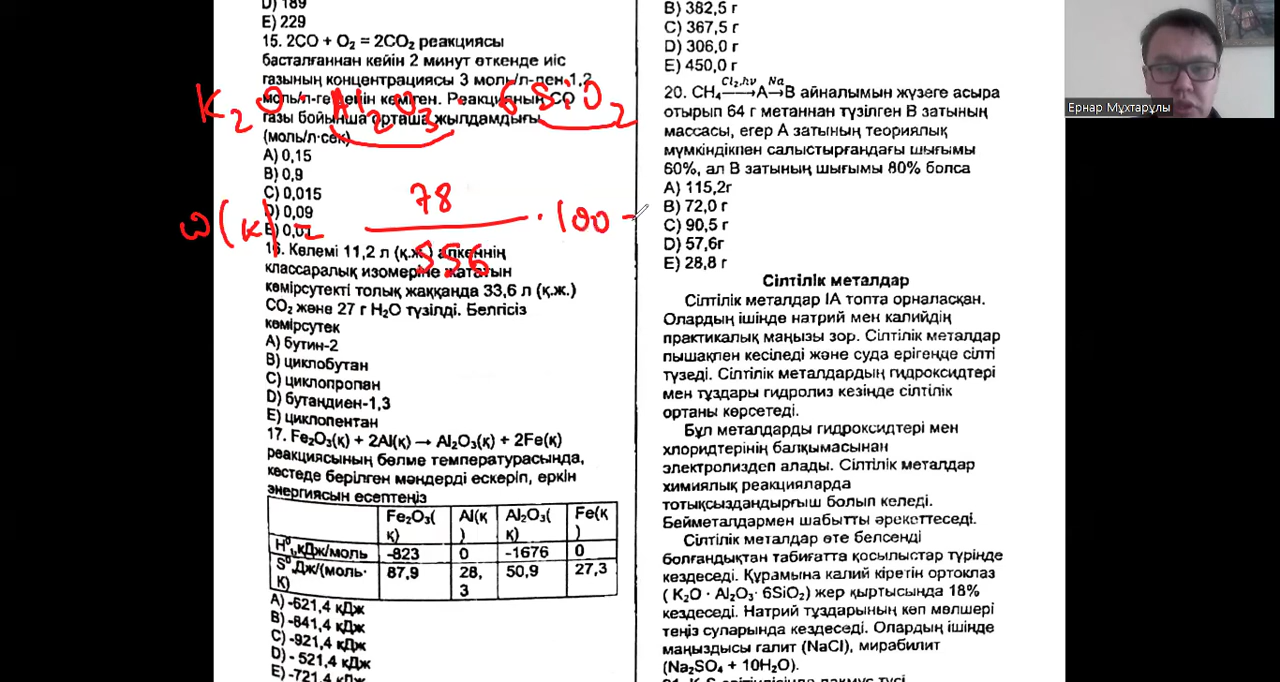 D) 189
E) 229
15. 2CO + O₂ = 2CO₂ реакциясы
басталғаннан кейін 2 минут өткенде иіс
газының концентрациясы 3 моль/л-ден 1,2
моль/л-ге дейін кеміген. Реакцияның CO
газы бойынша орташа жылдамдығы
(моль/л·сек)
A) 0,15
B) 0,9
C) 0,015
D) 0,09
E) 0,01
16. Көлемі 11,2 л (қ.ж.) алкеннің
классаралық изомеріне жататын
көмірсутекті толық жаққанда 33,6 л (қ.ж.)
CO₂ және 27 г H₂O түзілді. Белгісіз
көмірсутек
A) бутин-2
B) циклобутан
C) циклопропан
D) бутандиен-1,3
E) циклопентан
17. Fe₂O₃(қ) + 2Al(қ) → Al₂O₃(қ) + 2Fe(қ)
реакциясының бөлме температурасында,
кестеде берілген мәндерді ескеріп, еркін
энергиясын есептеңіз
Fe₂O₃(қ) Al(қ) Al₂O₃(қ) Fe(қ)
H⁰, кДж/моль -823 0 -1676 0
S⁰ Дж/(моль·К) 87,9 28,3 50,9 27,3
A) -621,4 кДж
B) -841,4 кДж
C) -921,4 кДж
D) - 521,4 кДж
E) -721,4 кДж
K₂O · Al₂O₃ · 6SiO₂
ω(K) = 78 / 556 · 100 =
B) 382,5 г
C) 367,5 г
D) 306,0 г
E) 450,0 г
20. CH₄ —Cl₂,hν→ A —Na→ B айналымын жүзеге асыра
отырып 64 г метаннан түзілген В затының
массасы, егер А затының теориялық
мүмкіндікпен салыстырғандағы шығымы
60%, ал В затының шығымы 80% болса
A) 115,2г
B) 72,0 г
C) 90,5 г
D) 57,6г
E) 28,8 г
Сілтілік металдар
Сілтілік металдар IA топта орналасқан.
Олардың ішінде натрий мен калийдің
практикалық маңызы зор. Сілтілік металдар
пышақпен кесіледі және суда ерігенде сілті
түзеді. Сілтілік металдардың гидроксидтері
мен тұздары гидролиз кезінде сілтілік
ортаны көрсетеді.
Бұл металдарды гидроксидтері мен
хлоридтерінің балқымасынан
электролиздеп алады. Сілтілік металдар
химиялық реакцияларда
тотықсыздандырғыш болып келеді.
Бейметалдармен шабытты әрекеттеседі.
Сілтілік металдар өте белсенді
болғандықтан табиғатта қосылыстар түрінде
кездеседі. Құрамына калий кіретін ортоклаз
( K₂O · Al₂O₃· 6SiO₂) жер қыртысында 18%
кездеседі. Натрий тұздарының көп мөлшері
теңіз суларында кездеседі. Олардың ішінде
маңыздысы галит (NaCl), мирабилит
(Na₂SO₄ + 10H₂O).
Ернар Мұхтарұлы